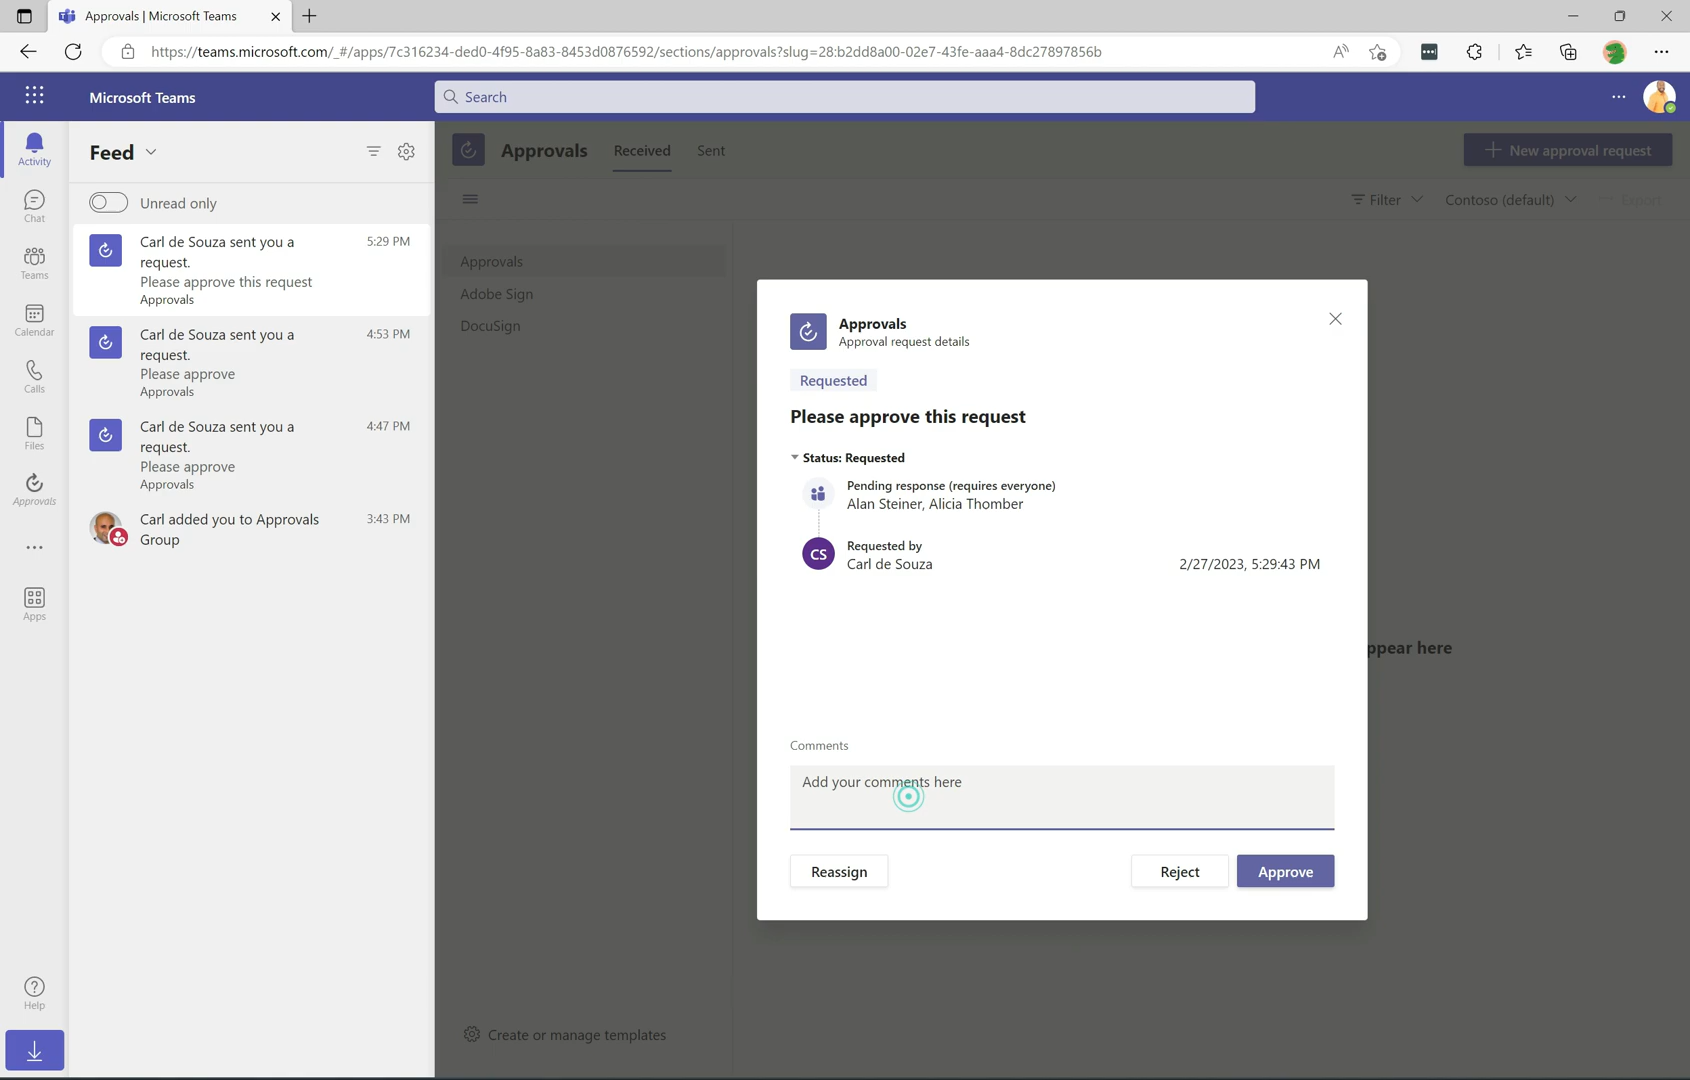 Approvals | Microsoft Teams
https://teams.microsoft.com/_#/apps/7c316234-ded0-4f95-8a83-8453d0876592/sections/approvals?slug=28:b2dd8a00-02e7-43fe-aaa4-8dc27897856b
Microsoft Teams
Search
Activity
Chat
Teams
Calendar
Calls
Files
Approvals
Apps
Help
Feed
Unread only
Carl de Souza sent you a
request.
5:29 PM
Please approve this request
Approvals
Carl de Souza sent you a
request.
4:53 PM
Please approve
Approvals
Carl de Souza sent you a
request.
4:47 PM
Please approve
Approvals
Carl added you to Approvals
Group
3:43 PM
Approvals
Received
Sent
New approval request
Filter
Contoso (default)
Export
Approvals
Adobe Sign
DocuSign
ppear here
Create or manage templates
Approvals
Approval request details
Requested
Please approve this request
Status: Requested
Pending response (requires everyone)
Alan Steiner, Alicia Thomber
CS
Requested by
Carl de Souza
2/27/2023, 5:29:43 PM
Comments
Add your comments here
Reassign
Reject
Approve